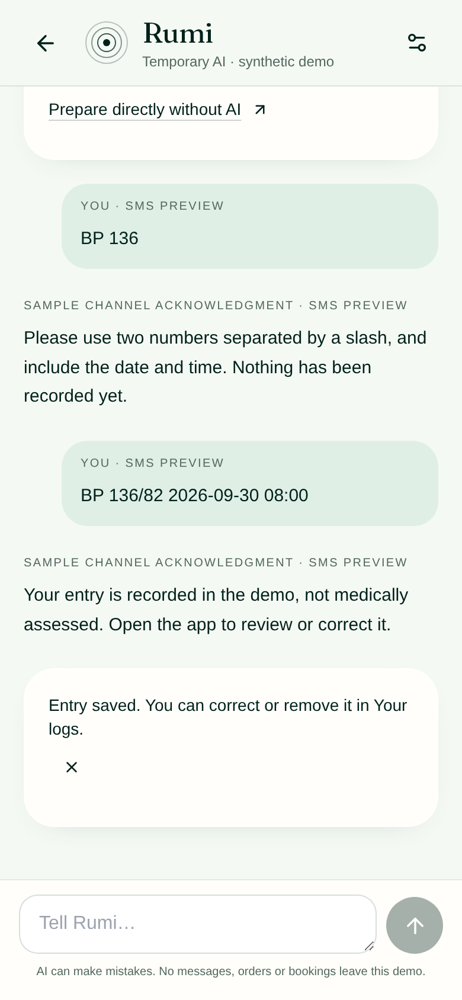 Rumi
Temporary AI · synthetic demo
Prepare directly without AI
YOU · SMS PREVIEW
BP 136
SAMPLE CHANNEL ACKNOWLEDGMENT · SMS PREVIEW
Please use two numbers separated by a slash, and
include the date and time. Nothing has been
recorded yet.
YOU · SMS PREVIEW
BP 136/82 2026-09-30 08:00
SAMPLE CHANNEL ACKNOWLEDGMENT · SMS PREVIEW
Your entry is recorded in the demo, not medically
assessed. Open the app to review or correct it.
Entry saved. You can correct or remove it in Your
logs.
Tell Rumi…
AI can make mistakes. No messages, orders or bookings leave this demo.